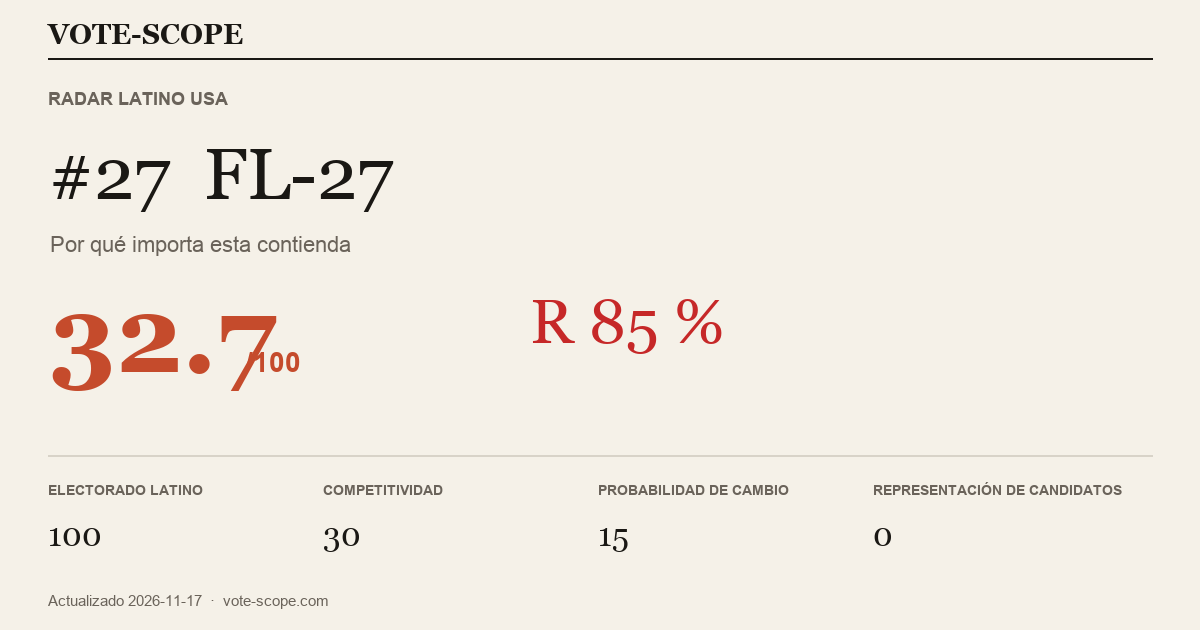 VOTE-SCOPE
RADAR LATINO USA
#27 FL-27
Por qué importa esta contienda
32.7/100
R 85 %
ELECTORADO LATINO COMPETITIVIDAD PROBABILIDAD DE CAMBIO REPRESENTACIÓN DE CANDIDATOS
100 30 15 0
Actualizado 2026-11-17 · vote-scope.com